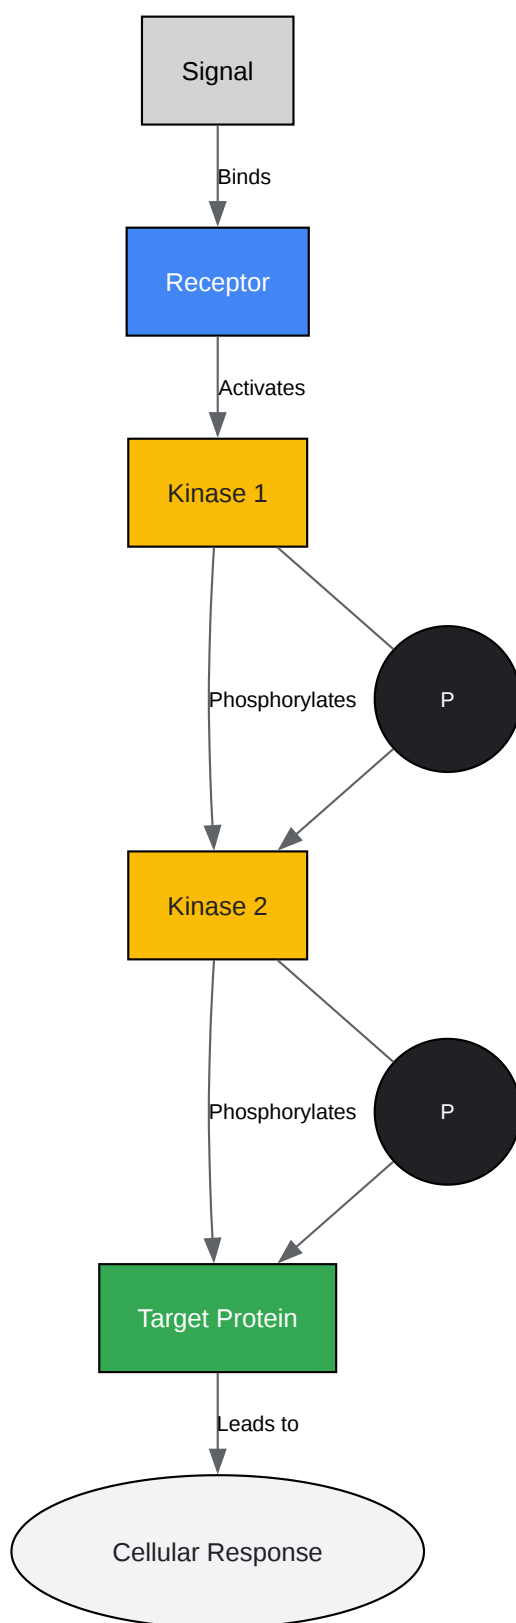 Signal
Binds
Receptor
Activates
Kinase 1
Phosphorylates
P
Kinase 2
Phosphorylates
P
Target Protein
Leads to
Cellular Response